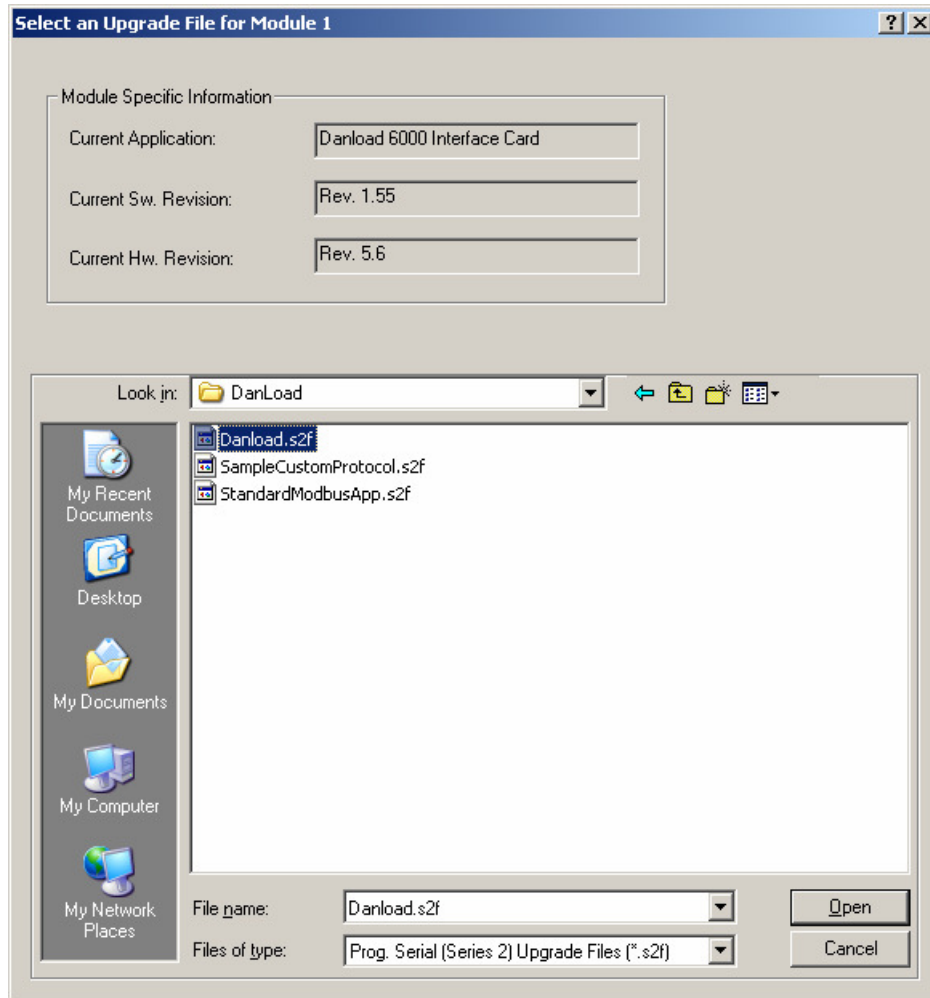 Select an Upgrade File for Module 1
Module Specific Information
Current Application: Danload 6000 Interface Card
Current Sw. Revision: Rev. 1.55
Current Hw. Revision: Rev. 5.6
Look in: DanLoad
Danload.s2f
SampleCustomProtocol.s2f
StandardModbusApp.s2f
My Recent
Documents
Desktop
My Documents
My Computer
My Network
Places
File name: Danload.s2f Open
Files of type: Prog. Serial (Series 2) Upgrade Files (*.s2f) Cancel